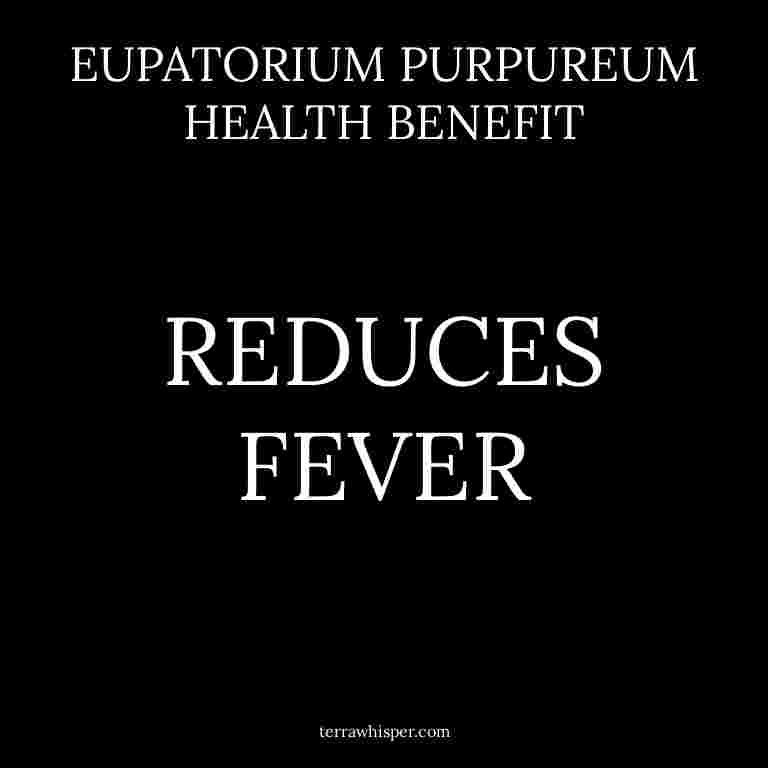 EUPATORIUM PURPUREUM
HEALTH BENEFIT
REDUCES
FEVER
terrawhisper.com